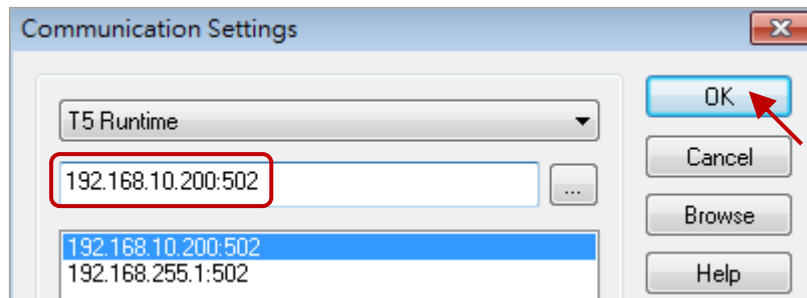 Communication Settings
T5 Runtime
OK
192.168.10.200:502
...
Cancel
Browse
192.168.10.200:502
192.168.255.1:502
Help